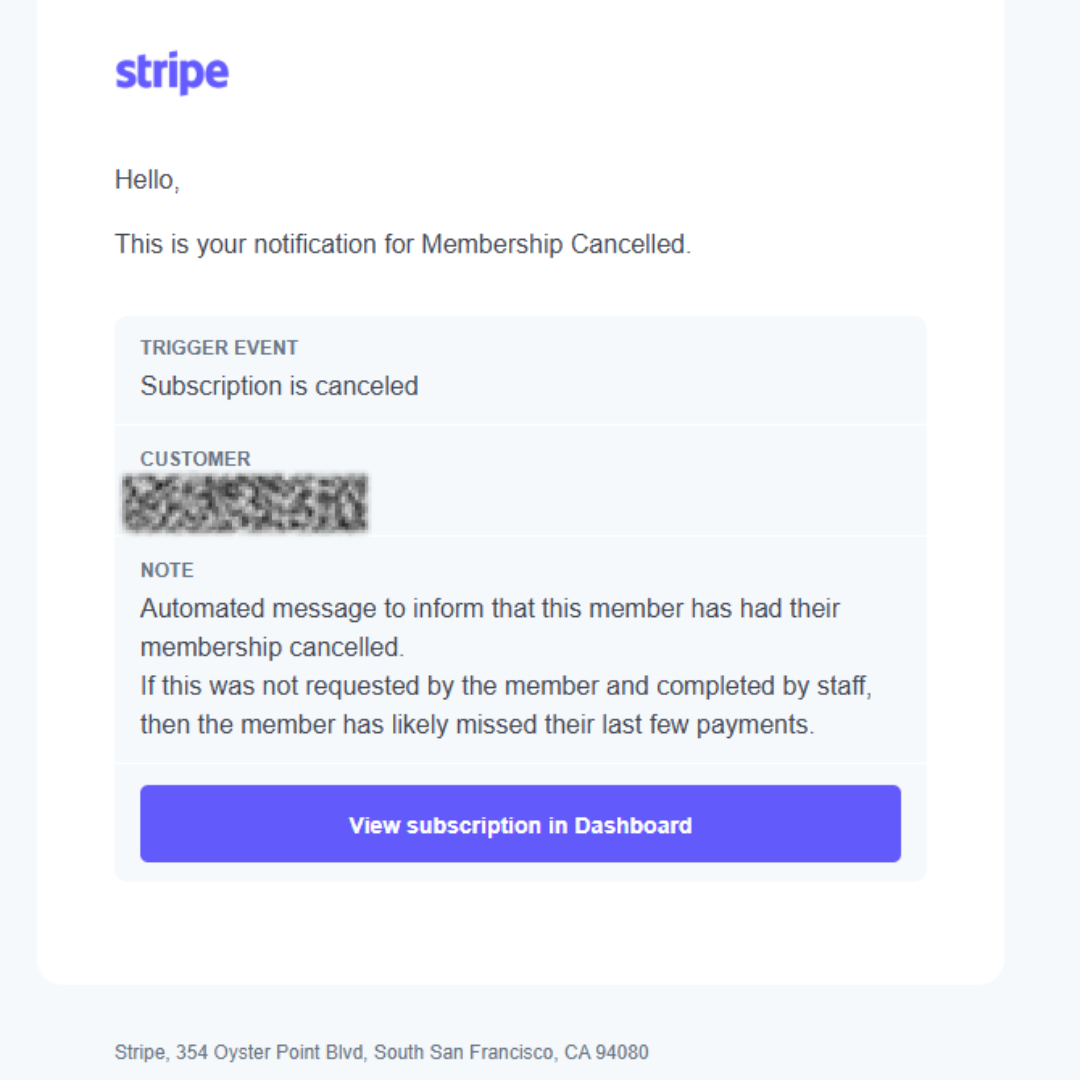 stripe
Hello,
This is your notification for Membership Cancelled.
TRIGGER EVENT
Subscription is canceled
CUSTOMER
NOTE
Automated message to inform that this member has had their
membership cancelled.
If this was not requested by the member and completed by staff,
then the member has likely missed their last few payments.
View subscription in Dashboard
Stripe, 354 Oyster Point Blvd, South San Francisco, CA 94080